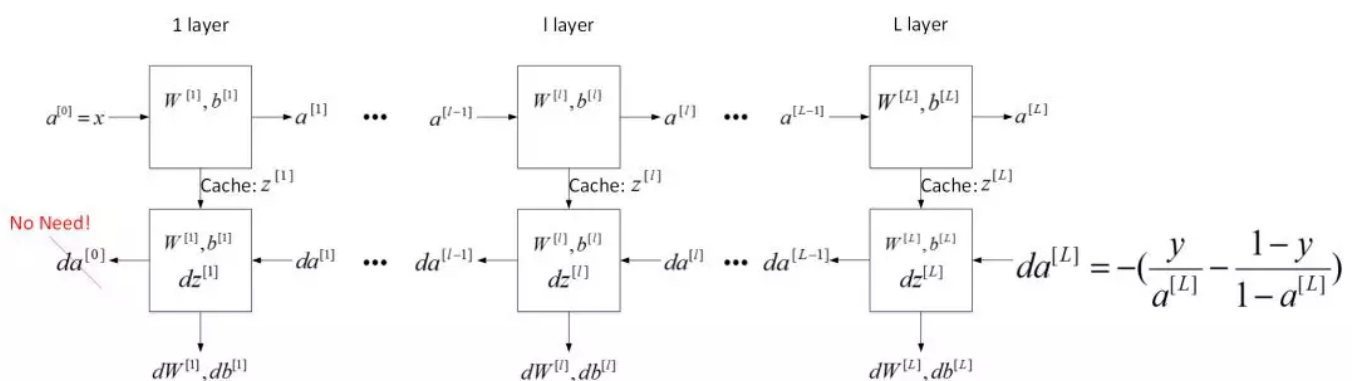 1 layer l layer L layer
a^[0] = x W^[1], b^[1] a^[1] ••• a^[l−1] W^[l], b^[l] a^[l] ••• a^[L−1] W^[L], b^[L] a^[L]
Cache: z^[1] Cache: z^[l] Cache: z^[L]
No Need!
da^[0] W^[1], b^[1] da^[1] ••• da^[l−1] W^[l], b^[l] da^[l] ••• da^[L−1] W^[L], b^[L] da^[L] = −(y/a^[L] − (1−y)/(1−a^[L]))
dz^[1] dz^[l] dz^[L]
dW^[1], db^[1] dW^[l], db^[l] dW^[L], db^[L]